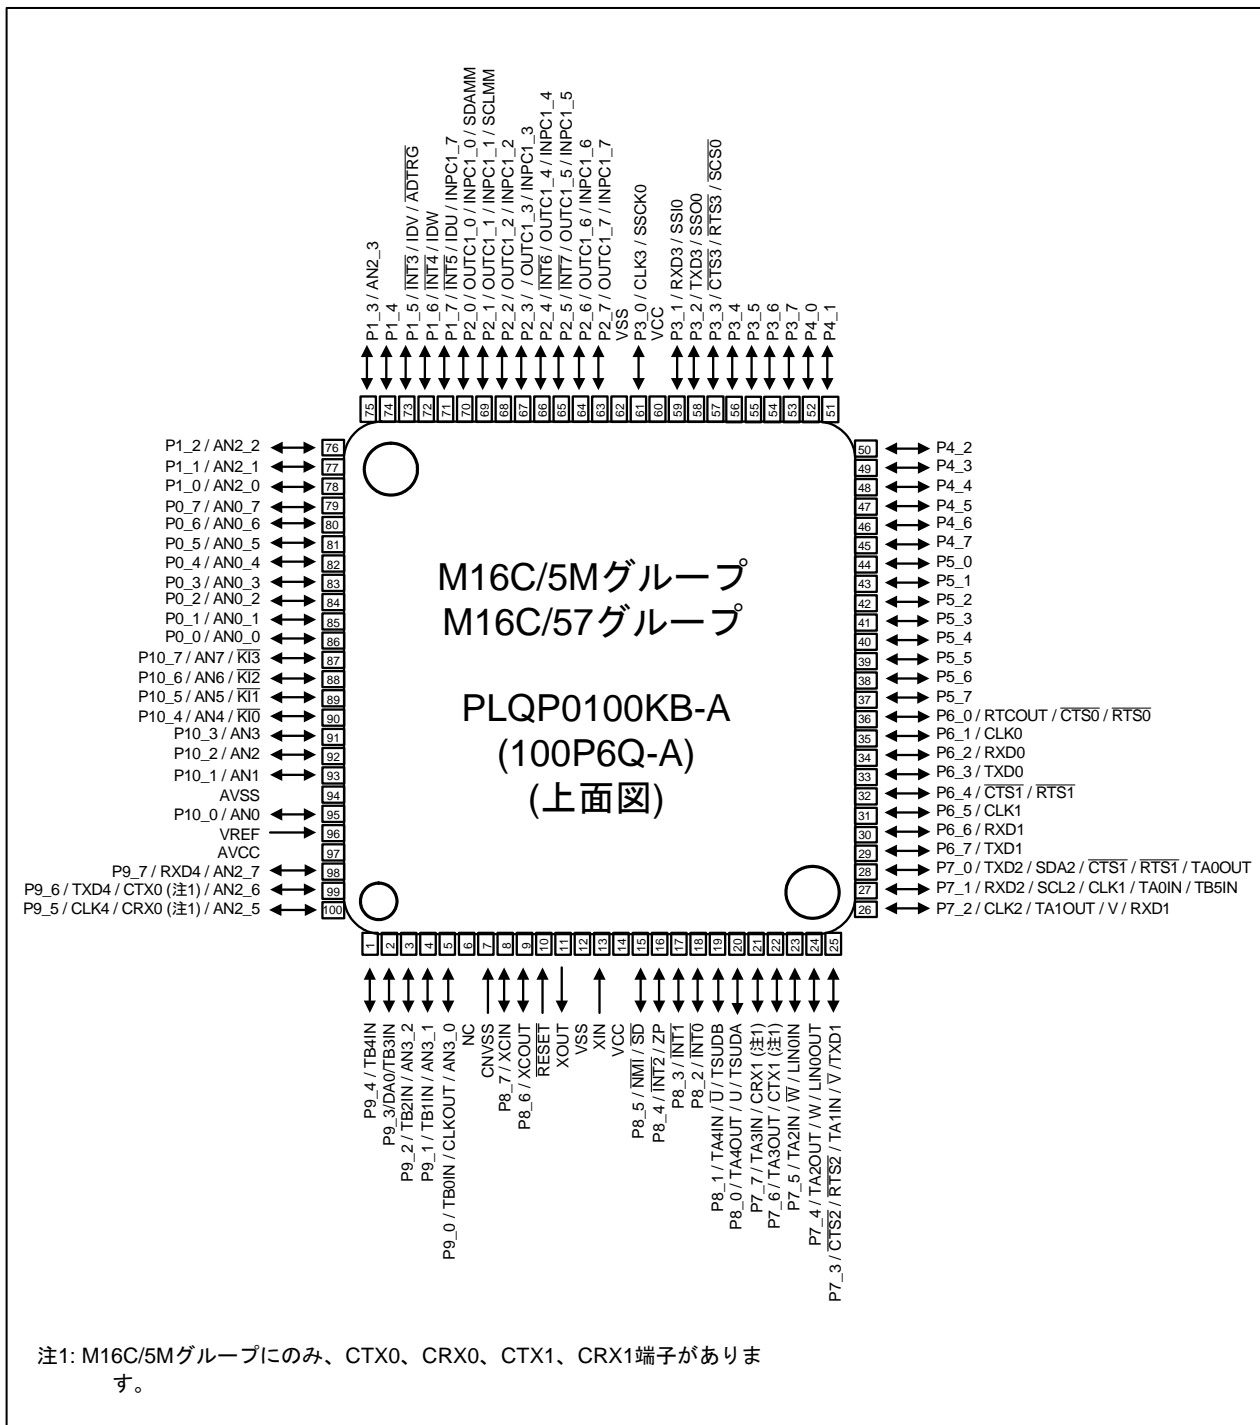 P1_3 / AN2_3
P1_4
P1_5 / INT3 / IDV / ADTRG
P1_6 / INT4 / IDW
P1_7 / INT5 / IDU / INPC1_7
P2_0 / OUTC1_0 / INPC1_0 / SDAMM
P2_1 / OUTC1_1 / INPC1_1 / SCLMM
P2_2 / OUTC1_2 / INPC1_2
P2_3 / / OUTC1_3 / INPC1_3
P2_4 / INT6 / OUTC1_4 / INPC1_4
P2_5 / INT7 / OUTC1_5 / INPC1_5
P2_6 / OUTC1_6 / INPC1_6
P2_7 / OUTC1_7 / INPC1_7
VSS
P3_0 / CLK3 / SSCK0
VCC
P3_1 / RXD3 / SSI0
P3_2 / TXD3 / SSO0
P3_3 / CTS3 / RTS3 / SCS0
P3_4
P3_5
P3_6
P3_7
P4_0
P4_1
75 74 73 72 71 70 69 68 67 66 65 64 63 62 61 60 59 58 57 56 55 54 53 52 51
P1_2 / AN2_2 76
P1_1 / AN2_1 77
P1_0 / AN2_0 78
P0_7 / AN0_7 79
P0_6 / AN0_6 80
P0_5 / AN0_5 81
P0_4 / AN0_4 82
P0_3 / AN0_3 83
P0_2 / AN0_2 84
P0_1 / AN0_1 85
P0_0 / AN0_0 86
P10_7 / AN7 / KI3 87
P10_6 / AN6 / KI2 88
P10_5 / AN5 / KI1 89
P10_4 / AN4 / KI0 90
P10_3 / AN3 91
P10_2 / AN2 92
P10_1 / AN1 93
AVSS 94
P10_0 / AN0 95
VREF 96
AVCC 97
P9_7 / RXD4 / AN2_7 98
P9_6 / TXD4 / CTX0 (注1) / AN2_6 99
P9_5 / CLK4 / CRX0 (注1) / AN2_5 100
M16C/5Mグループ
M16C/57グループ
PLQP0100KB-A
(100P6Q-A)
(上面図)
50 P4_2
49 P4_3
48 P4_4
47 P4_5
46 P4_6
45 P4_7
44 P5_0
43 P5_1
42 P5_2
41 P5_3
40 P5_4
39 P5_5
38 P5_6
37 P5_7
36 P6_0 / RTCOUT / CTS0 / RTS0
35 P6_1 / CLK0
34 P6_2 / RXD0
33 P6_3 / TXD0
32 P6_4 / CTS1 / RTS1
31 P6_5 / CLK1
30 P6_6 / RXD1
29 P6_7 / TXD1
28 P7_0 / TXD2 / SDA2 / CTS1 / RTS1 / TA0OUT
27 P7_1 / RXD2 / SCL2 / CLK1 / TA0IN / TB5IN
26 P7_2 / CLK2 / TA1OUT / V / RXD1
1 2 3 4 5 6 7 8 9 10 11 12 13 14 15 16 17 18 19 20 21 22 23 24 25
P9_4 / TB4IN
P9_3/DA0/TB3IN
P9_2 / TB2IN / AN3_2
P9_1 / TB1IN / AN3_1
P9_0 / TB0IN / CLKOUT / AN3_0
NC
CNVSS
P8_7 / XCIN
P8_6 / XCOUT
RESET
XOUT
VSS
XIN
VCC
P8_5 / NMI / SD
P8_4 / INT2 / ZP
P8_3 / INT1
P8_2 / INT0
P8_1 / TA4IN / U / TSUDB
P8_0 / TA4OUT / U / TSUDA
P7_7 / TA3IN / CRX1 (注1)
P7_6 / TA3OUT / CTX1 (注1)
P7_5 / TA2IN / W / LIN0IN
P7_4 / TA2OUT / W / LIN0OUT
P7_3 / CTS2 / RTS2 / TA1IN / V /TXD1
注1: M16C/5Mグループにのみ、CTX0、CRX0、CTX1、CRX1端子がありま
す。